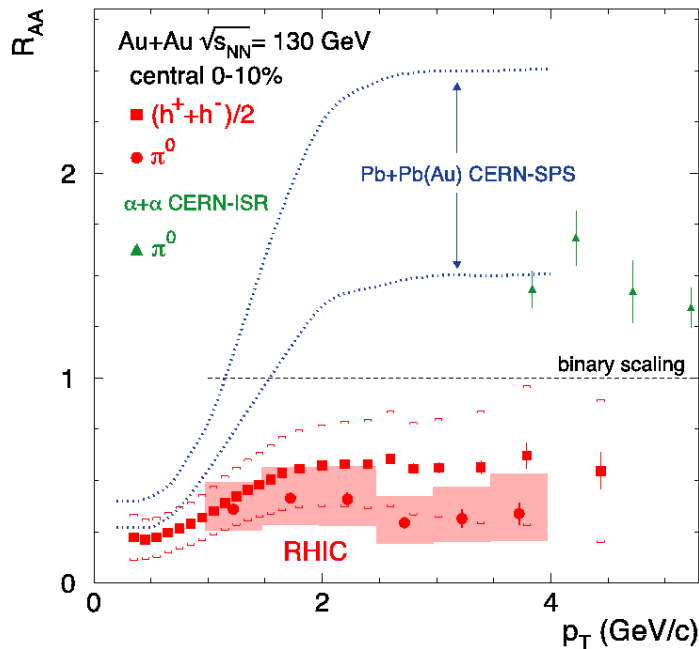 R_AA
Au+Au √s_NN= 130 GeV
central 0-10%
(h⁺+h⁻)/2
π⁰
α+α CERN-ISR
π⁰
Pb+Pb(Au) CERN-SPS
binary scaling
RHIC
2
1
0
0 2 4
p_T (GeV/c)